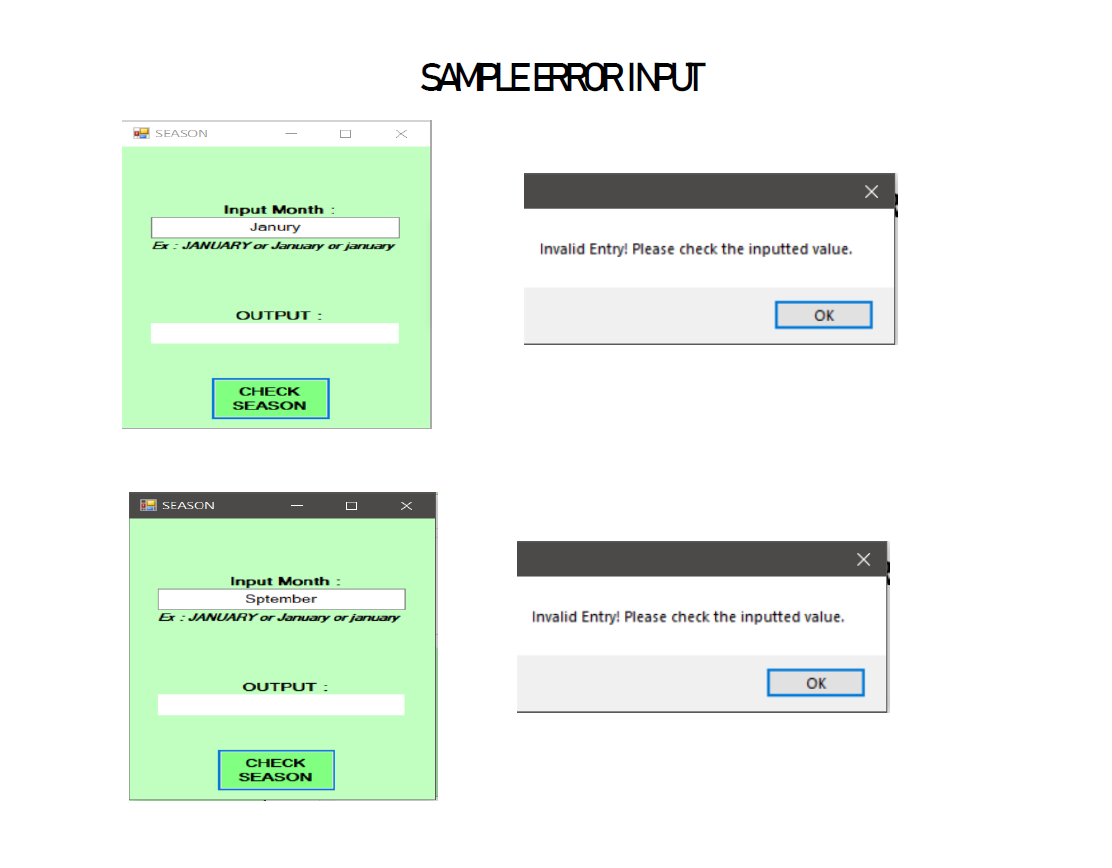 SAMPLE ERROR INPUT
SEASON
Input Month :
Janury
Ex : JANUARY or January or january
OUTPUT :
CHECK
SEASON
Invalid Entry! Please check the inputted value.
OK
SEASON
Input Month :
Sptember
Ex : JANUARY or January or january
OUTPUT :
CHECK
SEASON
Invalid Entry! Please check the inputted value.
OK